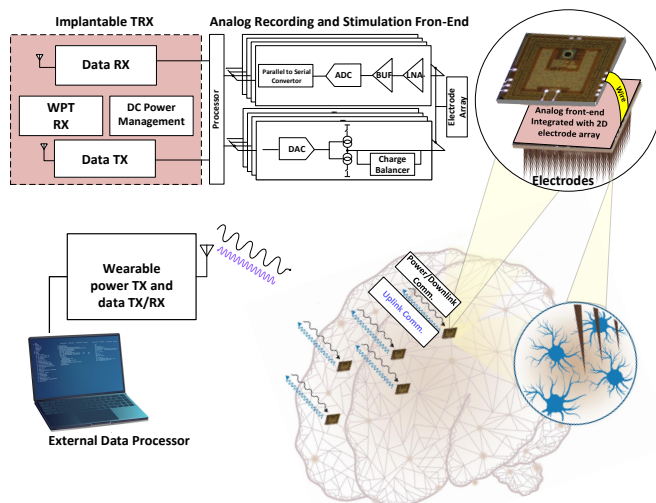 Implantable TRX
Analog Recording and Stimulation Fron-End
Data RX
WPT
RX
DC Power
Management
Data TX
Processor
Parallel to Serial
Convertor
ADC
BUF
LNA
Electrode
Array
DAC
Charge
Balancer
Wire
Analog front-end
Integrated with 2D
electrode array
Electrodes
Wearable
power TX and
data TX/RX
Power/Downlink
Comm.
Uplink Comm.
External Data Processor